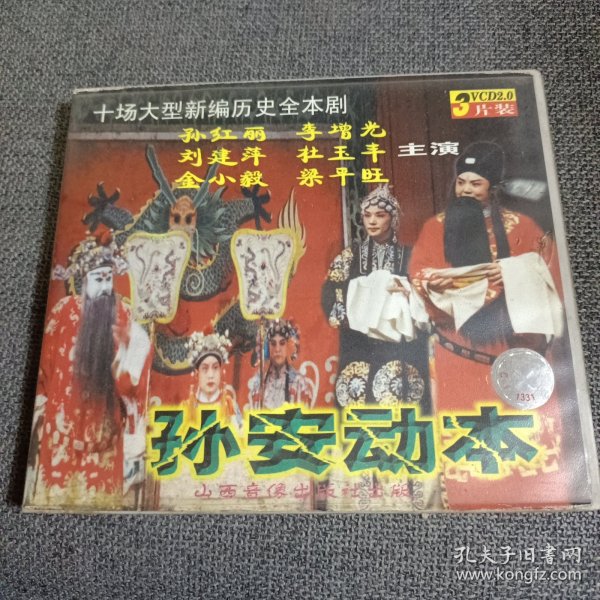 十场大型新编历史全本剧
3 VCD2.0
片装
孙红丽 李增光
刘建萍 杜玉丰 主演
金小毅 梁早旺
1331
孙安动本
山西音像出版社出版
孔夫子旧书网
www.kongfz.com